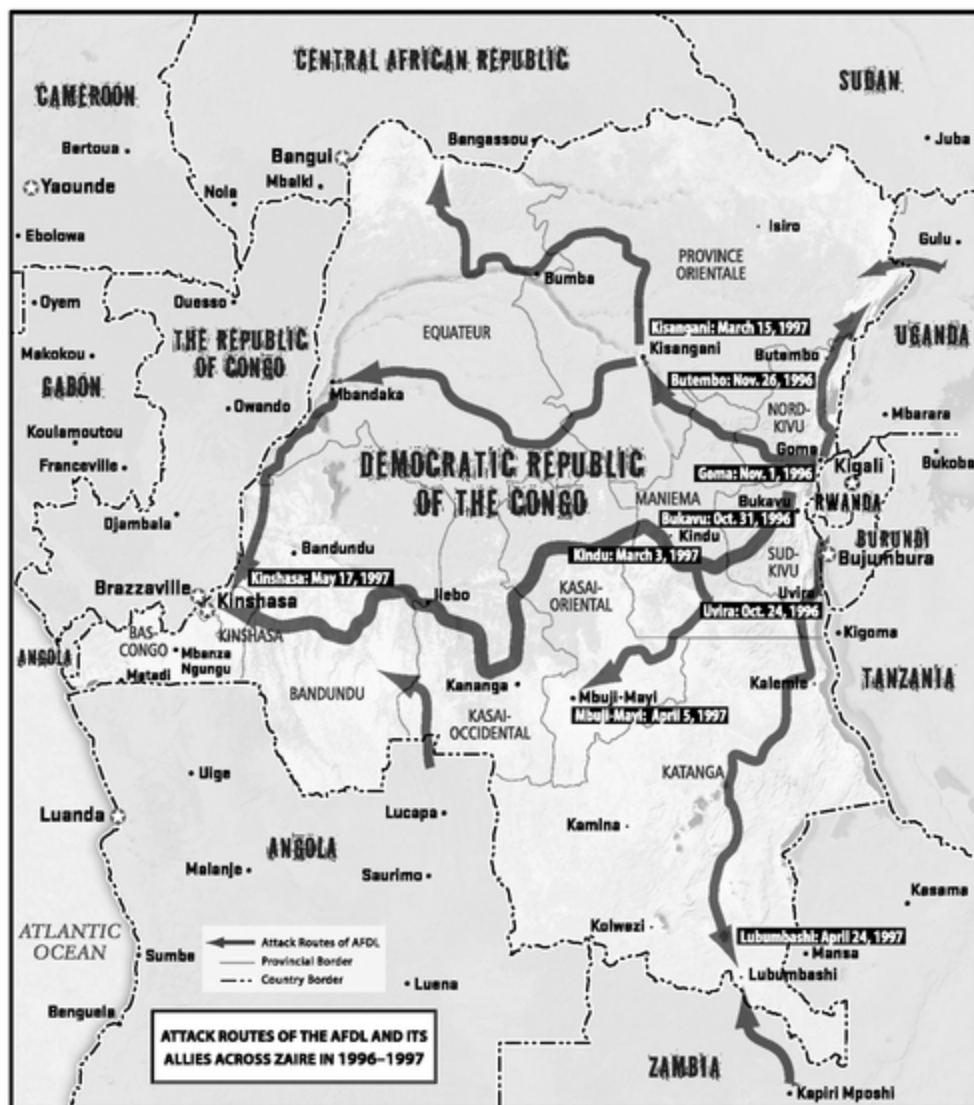 CENTRAL AFRICAN REPUBLIC
SUDAN
CAMEROON
Bangassou
Juba
Bertoua
Bangui
Mbaiki
Yaounde
Nola
Isiro
Ebolowa
Gulu
PROVINCE
ORIENTALE
Bumba
Oyem
Ouesso
EQUATEUR
Kisangani: March 15, 1997
UGANDA
THE REPUBLIC
OF CONGO
Makokou
Kisangani
Butembo
Butembo: Nov. 26, 1996
GABON
Mbandaka
Owando
NORD-
KIVU
Mbarara
Koulamoutou
Goma
Bukoba
Franceville
DEMOCRATIC REPUBLIC
OF THE CONGO
Goma: Nov. 1, 1996
Kigali
MANIEMA
Bukavu
RWANDA
Djambala
Bukavu: Oct. 31, 1996
Kindu
BURUNDI
Bandundu
Kindu: March 3, 1997
SUD-
KIVU
Bujumbura
Kinshasa: May 17, 1997
KASAI-
ORIENTAL
Brazzaville
Kinshasa
Ilebo
Uvira
Uvira: Oct. 24, 1996
BAS-
CONGO
KINSHASA
Kigoma
ANGOLA
Mbanza
Ngungu
Matadi
BANDUNDU
Kananga
Kalemie
TANZANIA
Mbuji-Mayi
Mbuji-Mayi: April 5, 1997
KASAI-
OCCIDENTAL
KATANGA
Uige
Luanda
Lucapa
Kamina
ANGOLA
Malanje
Saurimo
Kasama
ATLANTIC
OCEAN
Kolwezi
Lubumbashi: April 24, 1997
Attack Routes of AFDL
Provincial Border
Country Border
Sumbe
Mansa
Lubumbashi
Luena
Benguela
ATTACK ROUTES OF THE AFDL AND ITS
ALLIES ACROSS ZAIRE IN 1996–1997
ZAMBIA
Kapiri Mposhi